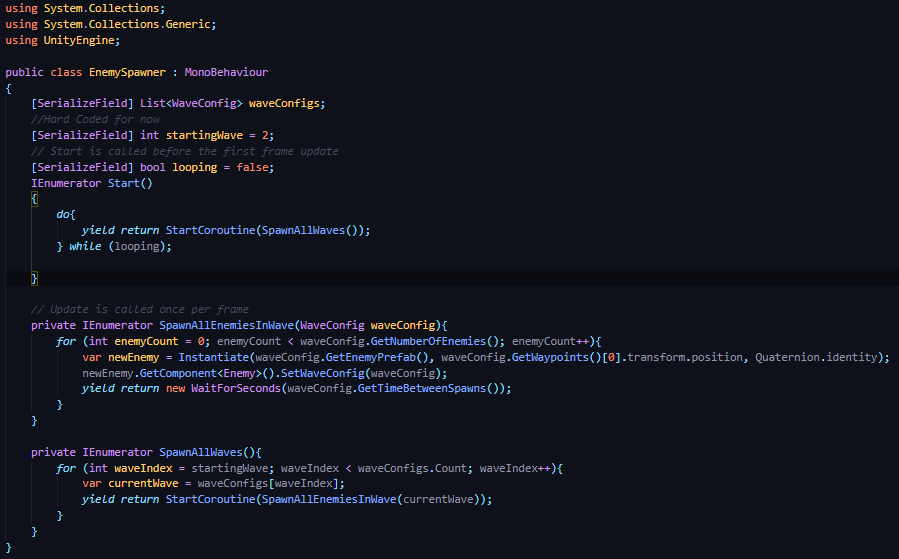 using System.Collections;
using System.Collections.Generic;
using UnityEngine;

public class EnemySpawner : MonoBehaviour
{
    [SerializeField] List<WaveConfig> waveConfigs;
    //Hard Coded for now
    [SerializeField] int startingWave = 2;
    // Start is called before the first frame update
    [SerializeField] bool looping = false;
    IEnumerator Start()
    {
        do{
            yield return StartCoroutine(SpawnAllWaves());
        } while (looping);

    }

    // Update is called once per frame
    private IEnumerator SpawnAllEnemiesInWave(WaveConfig waveConfig){
        for (int enemyCount = 0; enemyCount < waveConfig.GetNumberOfEnemies(); enemyCount++){
            var newEnemy = Instantiate(waveConfig.GetEnemyPrefab(), waveConfig.GetWaypoints()[0].transform.position, Quaternion.identity);
            newEnemy.GetComponent<Enemy>().SetWaveConfig(waveConfig);
            yield return new WaitForSeconds(waveConfig.GetTimeBetweenSpawns());
        }
    }

    private IEnumerator SpawnAllWaves(){
        for (int waveIndex = startingWave; waveIndex < waveConfigs.Count; waveIndex++){
            var currentWave = waveConfigs[waveIndex];
            yield return StartCoroutine(SpawnAllEnemiesInWave(currentWave));
        }
    }
}